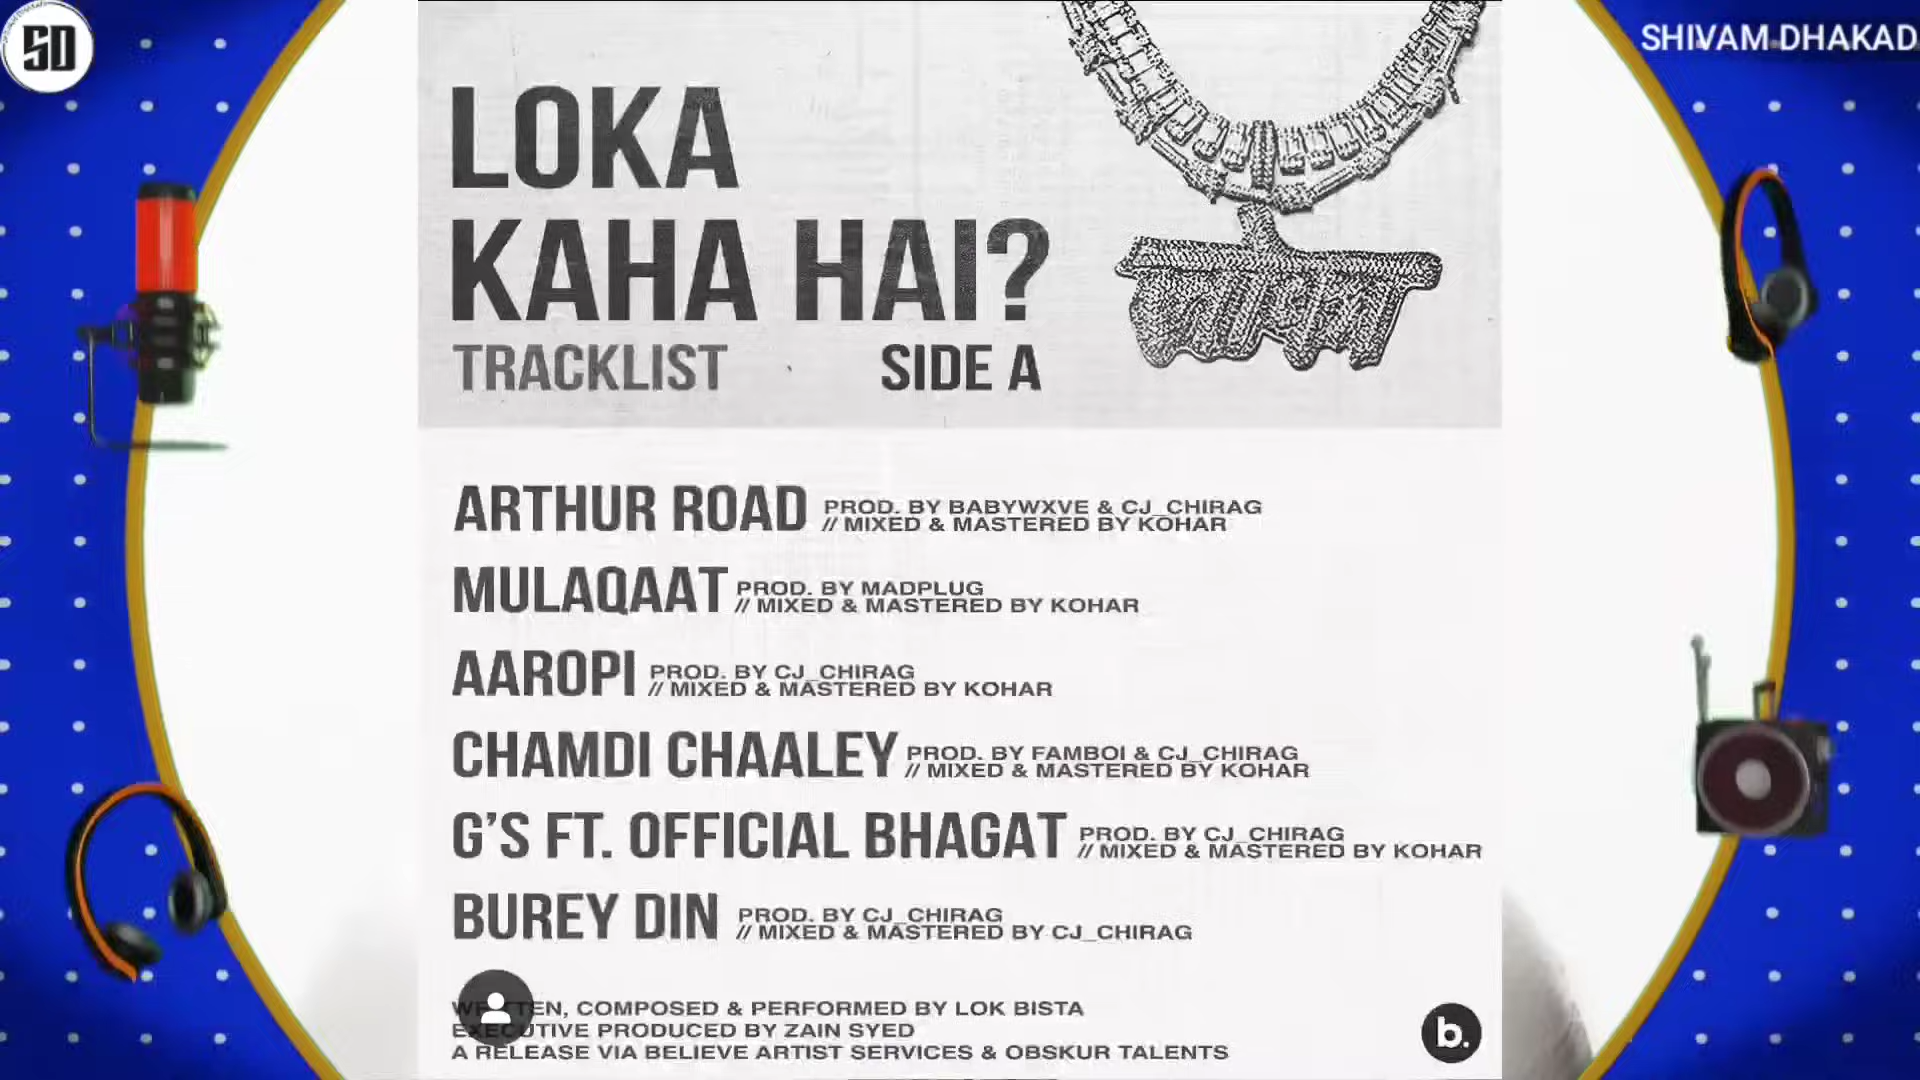 SD
SHIVAM DHAKAD
LOKA
KAHA HAI?
TRACKLIST SIDE A
ARTHUR ROAD PROD. BY BABYWXVE & CJ_CHIRAG
// MIXED & MASTERED BY KOHAR
MULAQAAT PROD. BY MADPLUG
// MIXED & MASTERED BY KOHAR
AAROPI PROD. BY CJ_CHIRAG
// MIXED & MASTERED BY KOHAR
CHAMDI CHAALEY PROD. BY FAMBOI & CJ_CHIRAG
// MIXED & MASTERED BY KOHAR
G'S FT. OFFICIAL BHAGAT PROD. BY CJ_CHIRAG
// MIXED & MASTERED BY KOHAR
BUREY DIN PROD. BY CJ_CHIRAG
// MIXED & MASTERED BY CJ_CHIRAG
COMPOSED & PERFORMED BY LOK BISTA
EXECUTIVE PRODUCED BY ZAIN SYED
A RELEASE VIA BELIEVE ARTIST SERVICES & OBSKUR TALENTS
b.